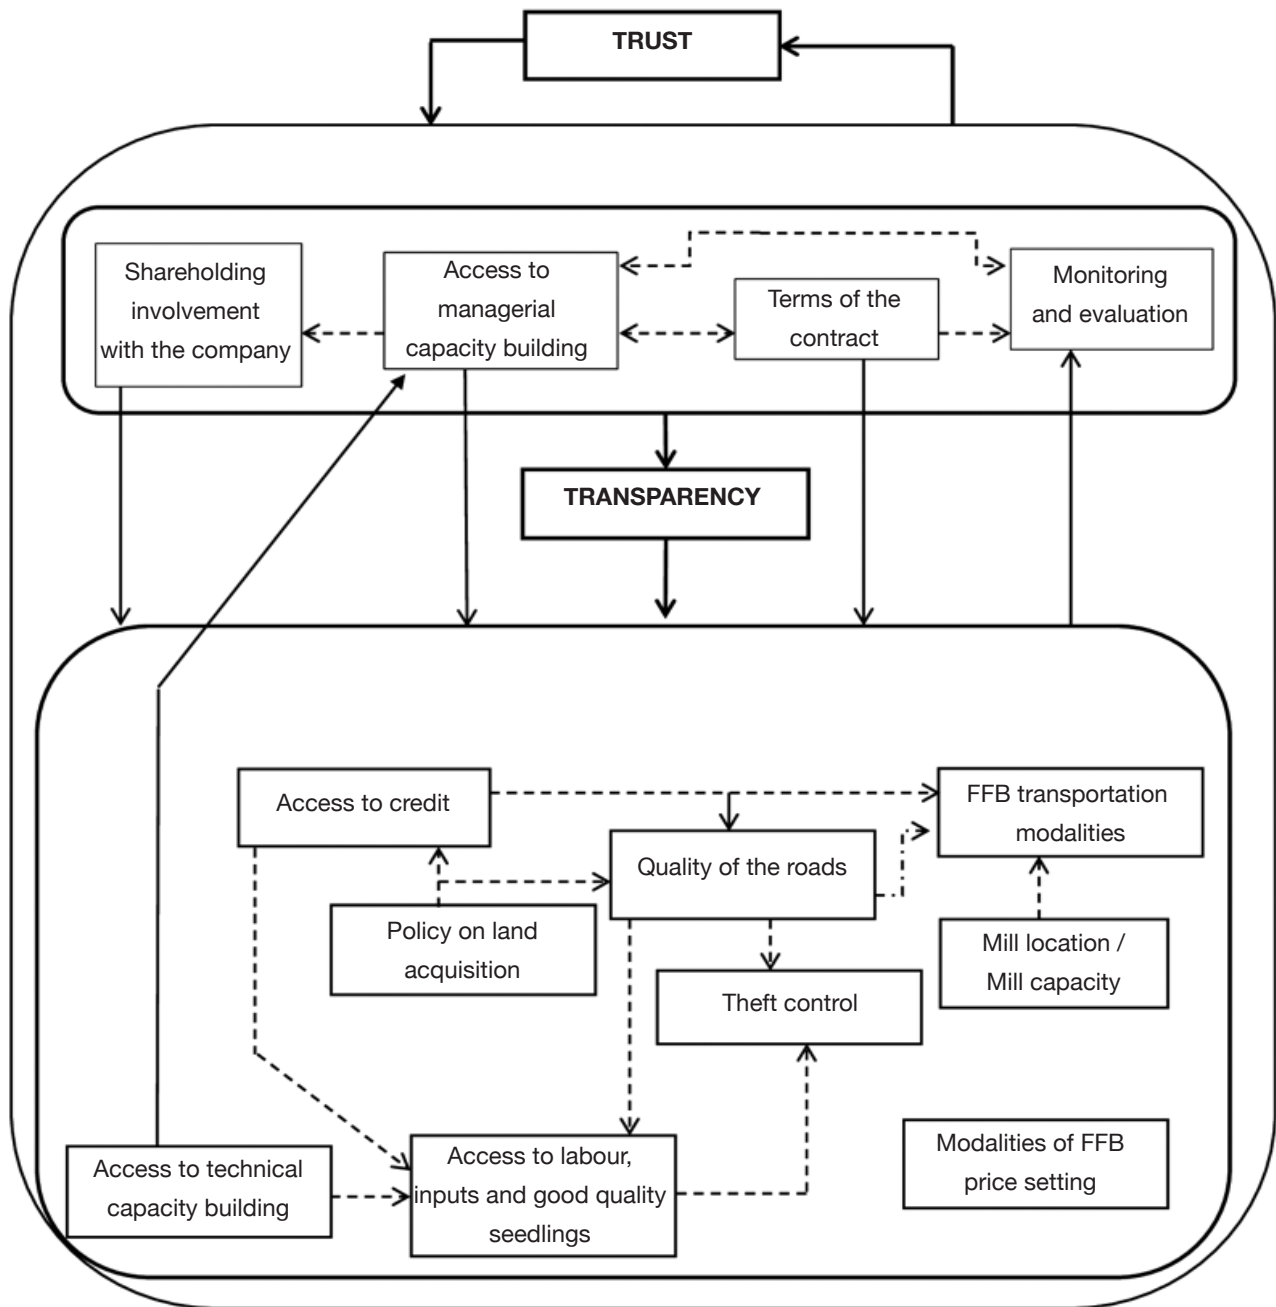 TRUST
Shareholding
involvement
with the company
Access to
managerial
capacity building
Terms of the
contract
Monitoring
and evaluation
TRANSPARENCY
Access to credit
FFB transportation
modalities
Quality of the roads
Policy on land
acquisition
Mill location /
Mill capacity
Theft control
Access to technical
capacity building
Access to labour,
inputs and good quality
seedlings
Modalities of FFB
price setting